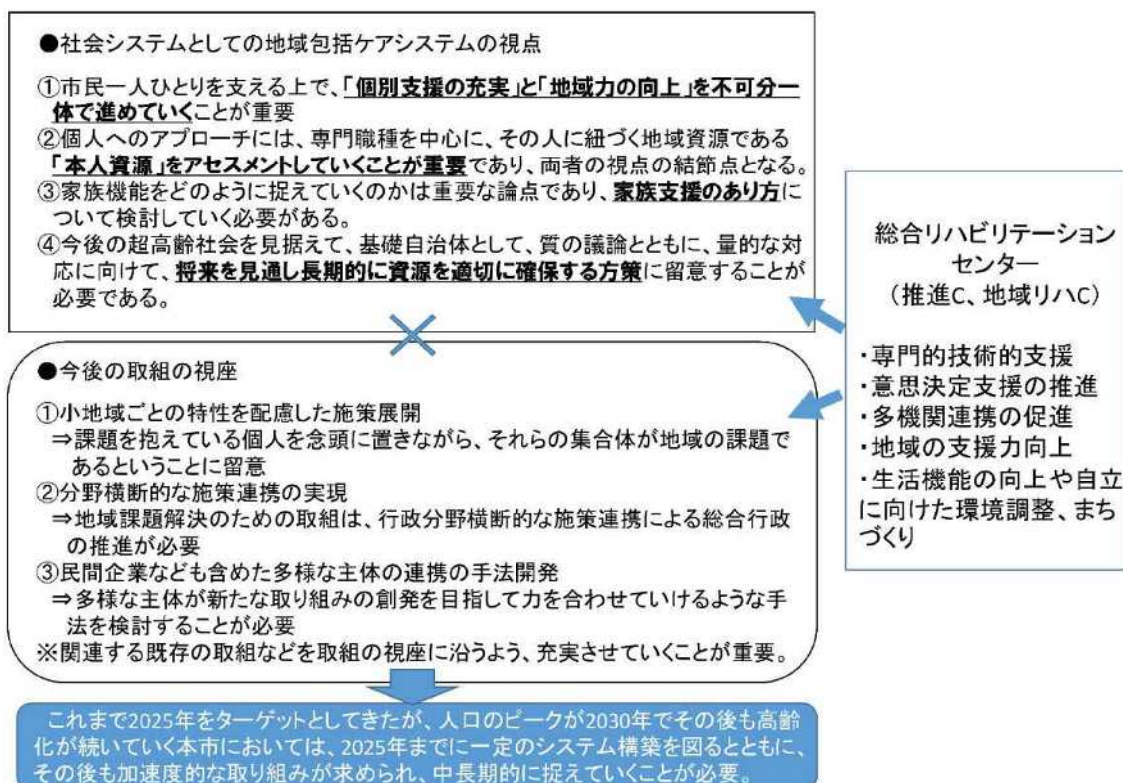 ●社会システムとしての地域包括ケアシステムの視点
①市民一人ひとりを支える上で、「個別支援の充実」と「地域力の向上」を不可分一
体で進めていくことが重要
②個人へのアプローチには、専門職種を中心に、その人に紐づく地域資源である
「本人資源」をアセスメントしていくことが重要であり、両者の視点の結節点となる。
③家族機能をどのように捉えていくのかは重要な論点であり、家族支援のあり方に
ついて検討していく必要がある。
④今後の超高齢社会を見据えて、基礎自治体として、質の議論とともに、量的な対
応に向けて、将来を見通し長期的に資源を適切に確保する方策に留意することが
必要である。
●今後の取組の視座
①小地域ごとの特性を配慮した施策展開
⇒課題を抱えている個人を念頭に置きながら、それらの集合体が地域の課題で
あるということに留意
②分野横断的な施策連携の実現
⇒地域課題解決のための取組は、行政分野横断的な施策連携による総合行政
の推進が必要
③民間企業なども含めた多様な主体の連携の手法開発
⇒多様な主体が新たな取り組みの創発を目指して力を合わせていけるような手
法を検討することが必要
※関連する既存の取組などを取組の視座に沿うよう、充実させていくことが重要。
これまで2025年をターゲットとしてきたが、人口のピークが2030年でその後も高齢
化が続いていく本市においては、2025年までに一定のシステム構築を図るとともに、
その後も加速度的な取り組みが求められ、中長期的に捉えていくことが必要。
総合リハビリテーション
センター
（推進C、地域リハC）
・専門的技術的支援
・意思決定支援の推進
・多機関連携の促進
・地域の支援力向上
・生活機能の向上や自立
に向けた環境調整、まち
づくり